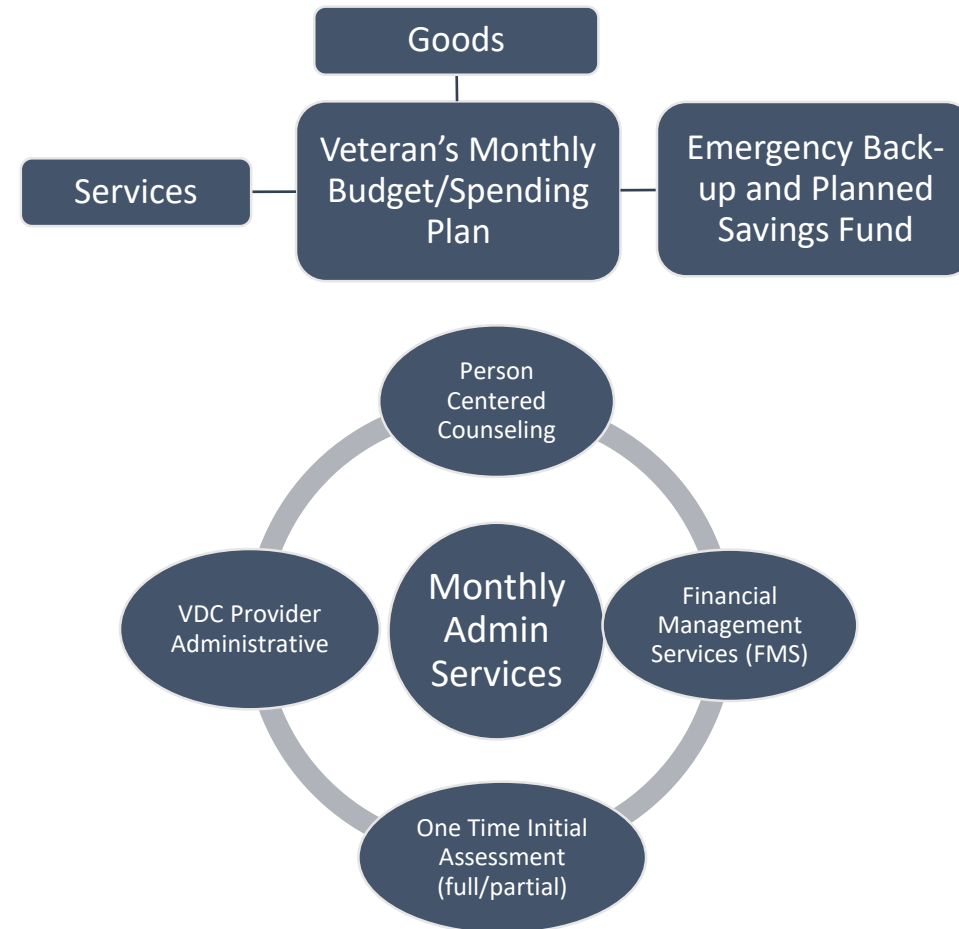 Goods
Services
Veteran’s Monthly
Budget/Spending
Plan
Emergency Back-
up and Planned
Savings Fund
Person
Centered
Counseling
VDC Provider
Administrative
Monthly
Admin
Services
Financial
Management
Services (FMS)
One Time Initial
Assessment
(full/partial)